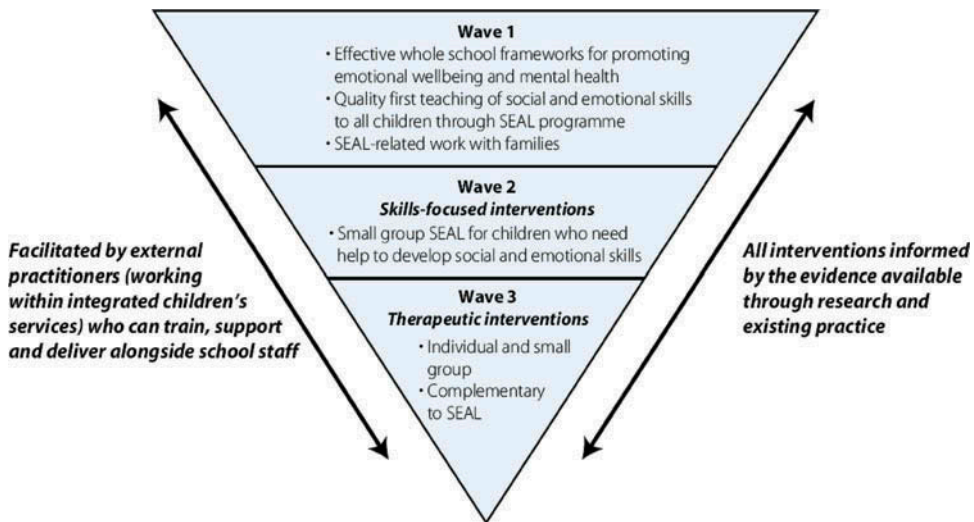 Wave 1
• Effective whole school frameworks for promoting
emotional wellbeing and mental health
• Quality first teaching of social and emotional skills
to all children through SEAL programme
• SEAL-related work with families
Wave 2
Skills-focused interventions
• Small group SEAL for children who need
help to develop social and emotional skills
Wave 3
Therapeutic interventions
• Individual and small
group
• Complementary
to SEAL
Facilitated by external
practitioners (working
within integrated children’s
services) who can train, support
and deliver alongside school staff
All interventions informed
by the evidence available
through research and
existing practice